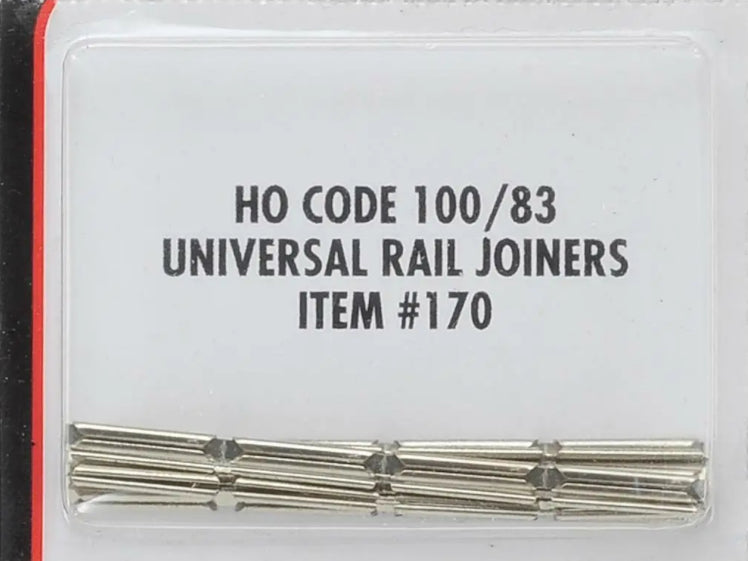 HO CODE 100/83
UNIVERSAL RAIL JOINERS
ITEM #170